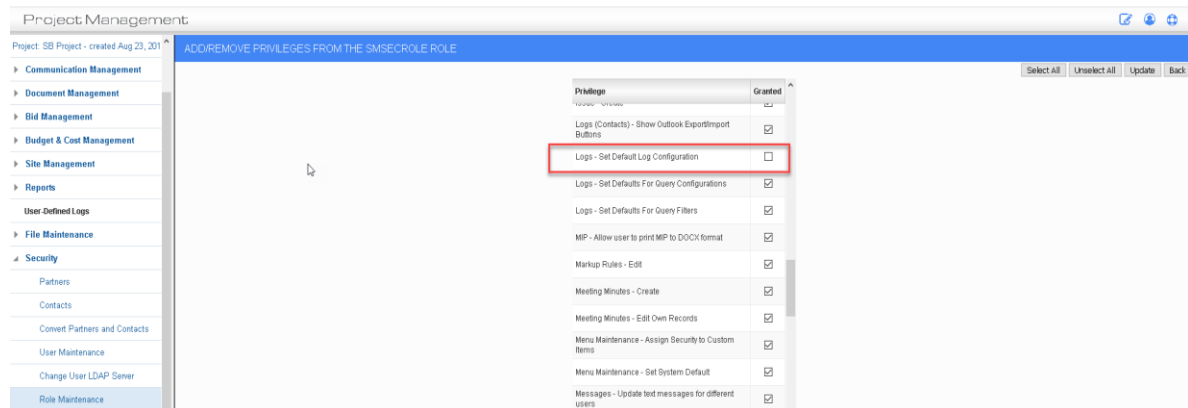 Project Management
Project: SB Project - created Aug 23, 201
ADD/REMOVE PRIVILEGES FROM THE SMSECROLE ROLE
Communication Management
Document Management
Bid Management
Budget & Cost Management
Site Management
Reports
User-Defined Logs
File Maintenance
Security
Partners
Contacts
Convert Partners and Contacts
User Maintenance
Change User LDAP Server
Role Maintenance
Select All Unselect All Update Back
Privilege Granted
Logs (Contacts) - Show Outlook Export/Import
Buttons
Logs - Set Default Log Configuration
Logs - Set Defaults For Query Configurations
Logs - Set Defaults For Query Filters
MIP - Allow user to print MIP to DOCX format
Markup Rules - Edit
Meeting Minutes - Create
Meeting Minutes - Edit Own Records
Menu Maintenance - Assign Security to Custom
Items
Menu Maintenance - Set System Default
Messages - Update text messages for different
users